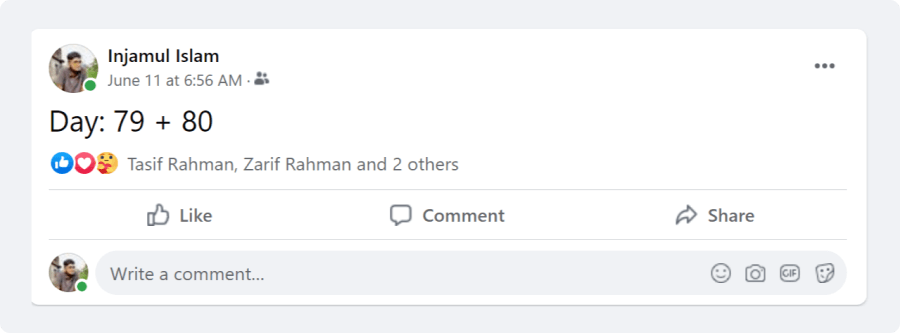 Injamul Islam
June 11 at 6:56 AM ·
Day: 79 + 80
Tasif Rahman, Zarif Rahman and 2 others
Like Comment Share
Write a comment...
GIF